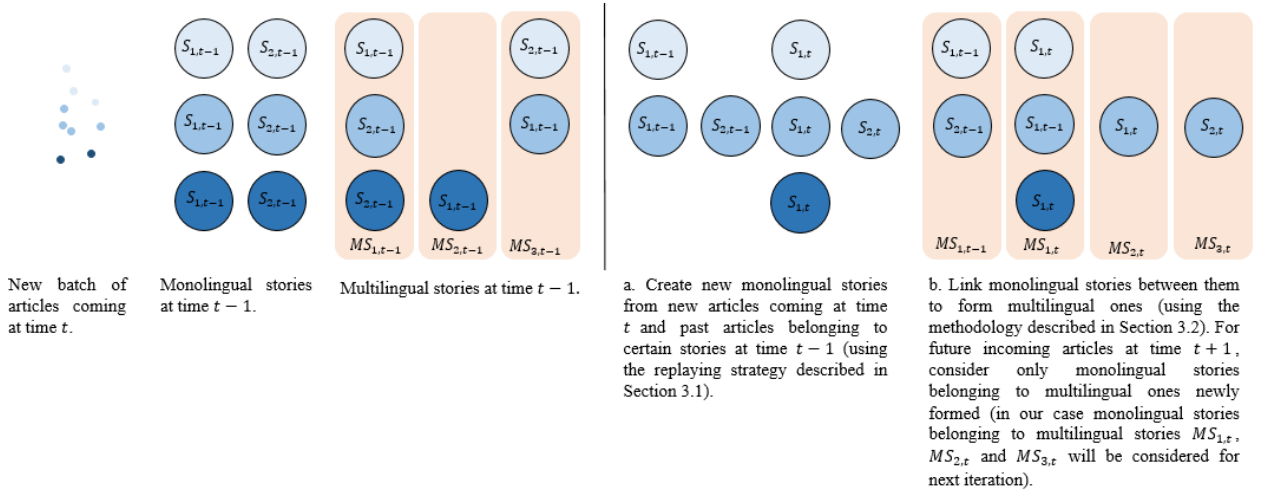 S₁,ₜ₋₁ S₂,ₜ₋₁ S₁,ₜ₋₁ S₂,ₜ₋₁
S₁,ₜ₋₁ S₂,ₜ₋₁ S₂,ₜ₋₁ S₁,ₜ₋₁
S₁,ₜ₋₁ S₂,ₜ₋₁ S₂,ₜ₋₁ S₁,ₜ₋₁
MS₁,ₜ₋₁ MS₂,ₜ₋₁ MS₃,ₜ₋₁
New batch of
articles coming
at time t.
Monolingual stories
at time t − 1.
Multilingual stories at time t − 1.
S₁,ₜ₋₁ S₁,ₜ
S₁,ₜ₋₁ S₂,ₜ₋₁ S₁,ₜ S₂,ₜ
S₁,ₜ
a. Create new monolingual stories
from new articles coming at time
t and past articles belonging to
certain stories at time t − 1 (using
the replaying strategy described in
Section 3.1).
S₁,ₜ₋₁ S₁,ₜ
S₂,ₜ₋₁ S₁,ₜ₋₁ S₁,ₜ S₂,ₜ
S₁,ₜ
MS₁,ₜ₋₁ MS₁,ₜ MS₂,ₜ MS₃,ₜ
b. Link monolingual stories between them
to form multilingual ones (using the
methodology described in Section 3.2). For
future incoming articles at time t + 1,
consider only monolingual stories
belonging to multilingual ones newly
formed (in our case monolingual stories
belonging to multilingual stories MS₁,ₜ,
MS₂,ₜ and MS₃,ₜ will be considered for
next iteration).